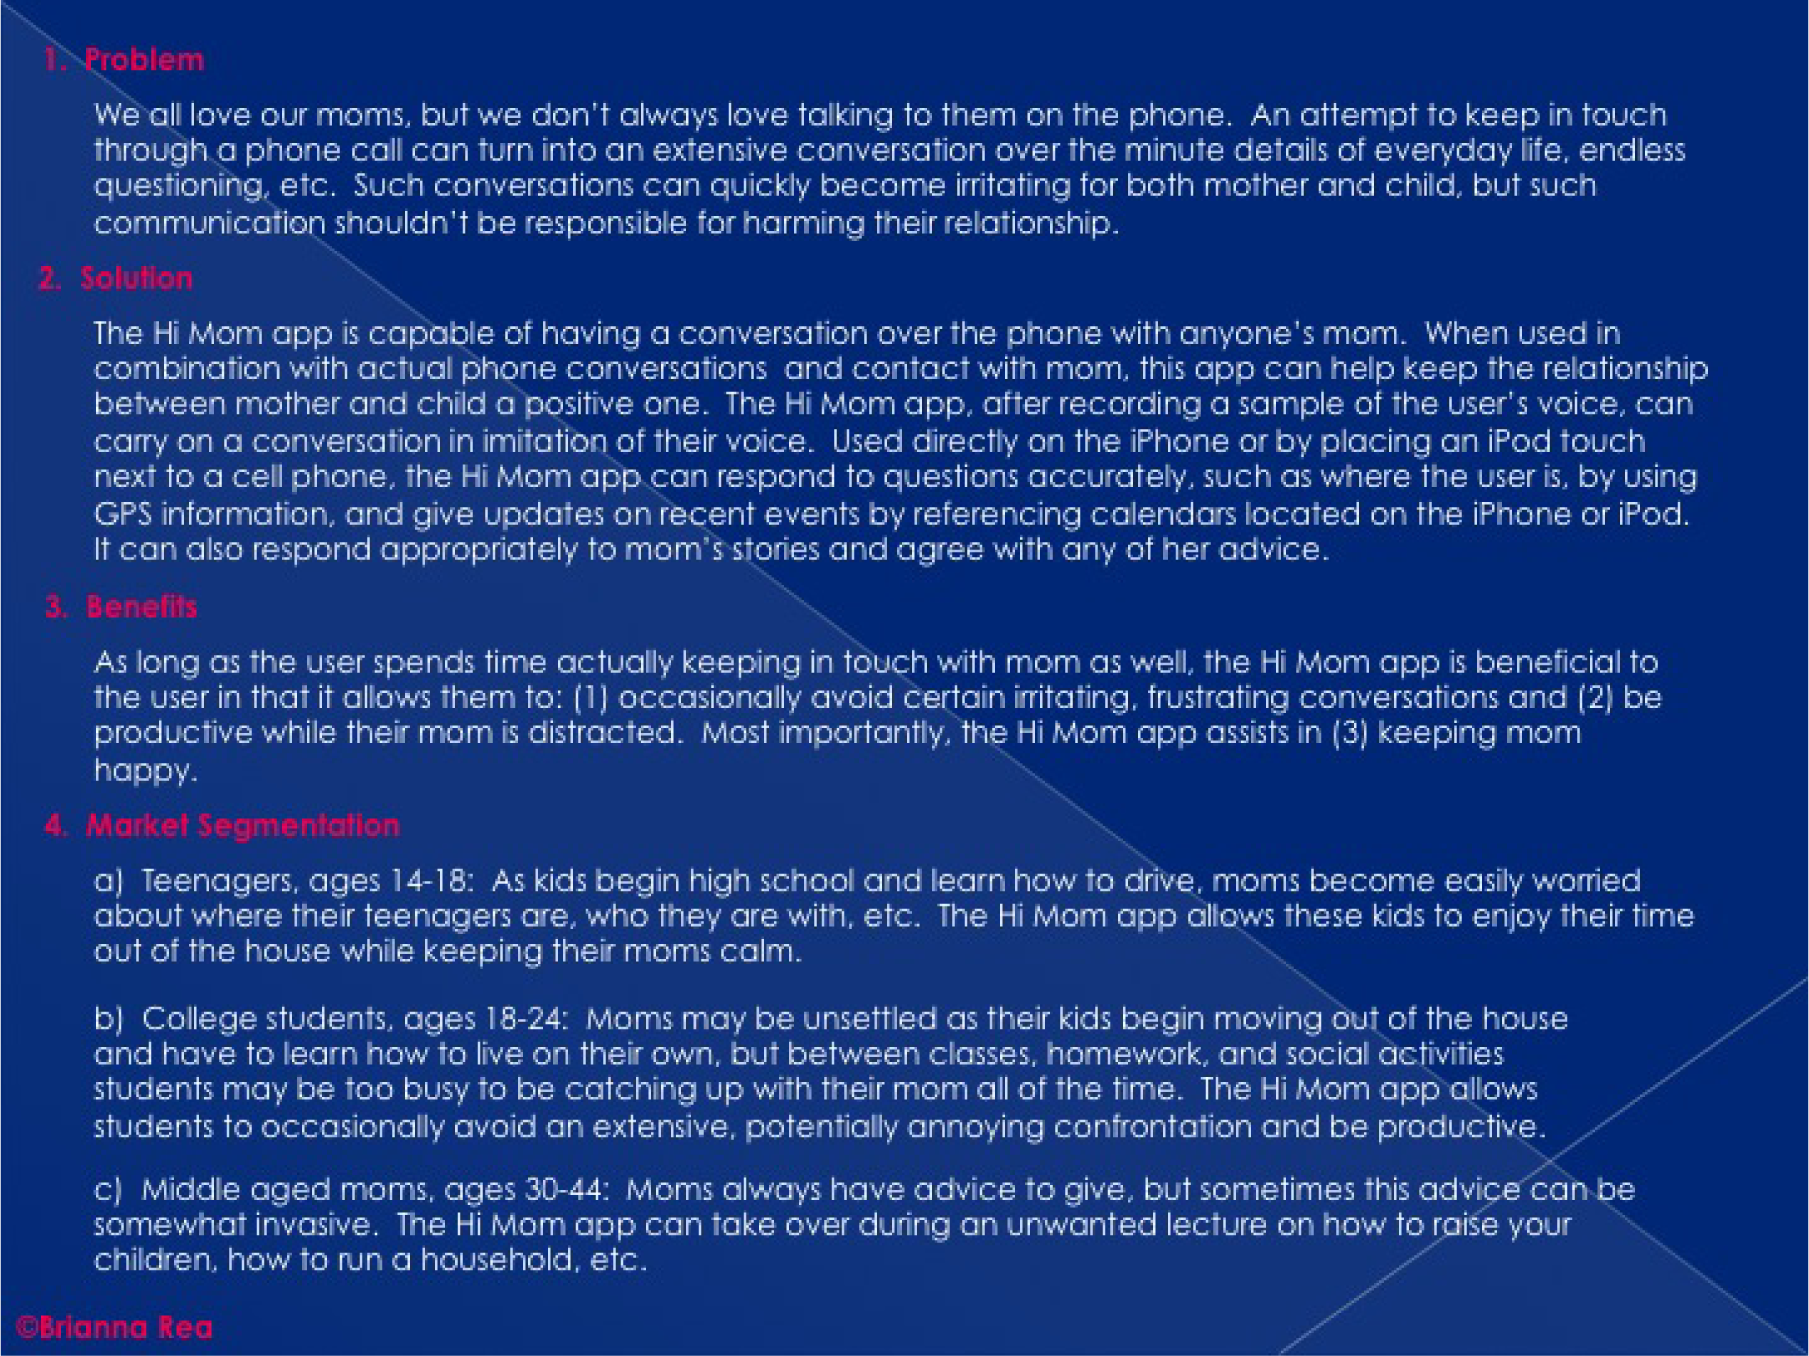 1. Problem
We all love our moms, but we don't always love talking to them on the phone. An attempt to keep in touch
through a phone call can turn into an extensive conversation over the minute details of everyday life, endless
questioning, etc. Such conversations can quickly become irritating for both mother and child, but such
communication shouldn't be responsible for harming their relationship.
2. Solution
The Hi Mom app is capable of having a conversation over the phone with anyone's mom. When used in
combination with actual phone conversations and contact with mom, this app can help keep the relationship
between mother and child a positive one. The Hi Mom app, after recording a sample of the user's voice, can
carry on a conversation in imitation of their voice. Used directly on the iPhone or by placing an iPod touch
next to a cell phone, the Hi Mom app can respond to questions accurately, such as where the user is, by using
GPS information, and give updates on recent events by referencing calendars located on the iPhone or iPod.
It can also respond appropriately to mom's stories and agree with any of her advice.
3. Benefits
As long as the user spends time actually keeping in touch with mom as well, the Hi Mom app is beneficial to
the user in that it allows them to: (1) occasionally avoid certain irritating, frustrating conversations and (2) be
productive while their mom is distracted. Most importantly, the Hi Mom app assists in (3) keeping mom
happy.
4. Market Segmentation
a) Teenagers, ages 14-18: As kids begin high school and learn how to drive, moms become easily worried
about where their teenagers are, who they are with, etc. The Hi Mom app allows these kids to enjoy their time
out of the house while keeping their moms calm.
b) College students, ages 18-24: Moms may be unsettled as their kids begin moving out of the house
and have to learn how to live on their own, but between classes, homework, and social activities
students may be too busy to be catching up with their mom all of the time. The Hi Mom app allows
students to occasionally avoid an extensive, potentially annoying confrontation and be productive.
c) Middle aged moms, ages 30-44: Moms always have advice to give, but sometimes this advice can be
somewhat invasive. The Hi Mom app can take over during an unwanted lecture on how to raise your
children, how to run a household, etc.
©Brianna Rea